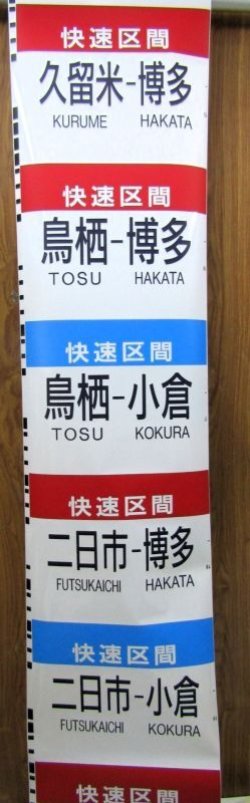 快速区間
久留米-博多
KURUME HAKATA
快速区間
鳥栖-博多
TOSU HAKATA
快速区間
鳥栖-小倉
TOSU KOKURA
快速区間
二日市-博多
FUTSUKAICHI HAKATA
快速区間
二日市-小倉
FUTSUKAICHI KOKURA
快速区間